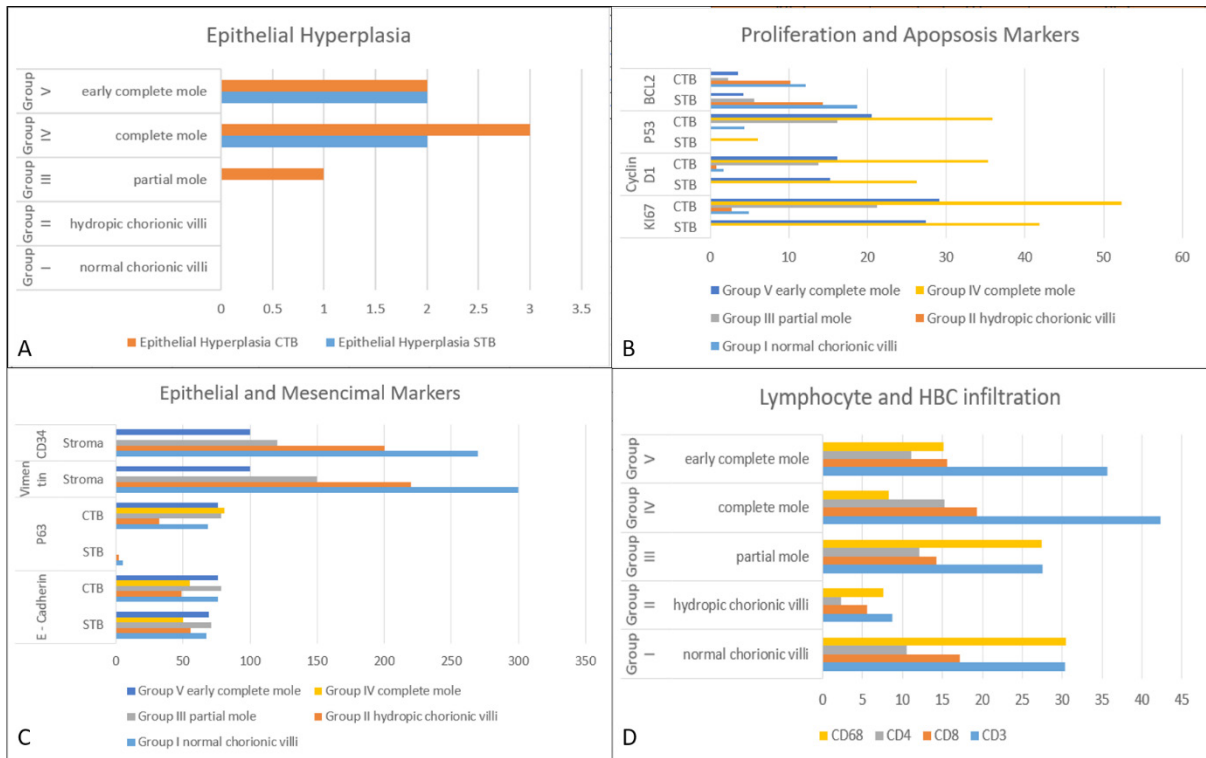 Epithelial Hyperplasia
Group V early complete mole
Group IV complete mole
Group III partial mole
Group II hydropic chorionic villi
Group I normal chorionic villi
0 0.5 1 1.5 2 2.5 3 3.5
Epithelial Hyperplasia CTB Epithelial Hyperplasia STB
A
Proliferation and Apopsosis Markers
BCL2 CTB
STB
P53 CTB
STB
Cyclin D1 CTB
STB
KI67 CTB
STB
0 10 20 30 40 50 60
Group V early complete mole Group IV complete mole
Group III partial mole Group II hydropic chorionic villi
Group I normal chorionic villi
B
Epithelial and Mesencimal Markers
CD34 Stroma
Vimen tin Stroma
P63 CTB
STB
E - Cadherin CTB
STB
0 50 100 150 200 250 300 350
Group V early complete mole Group IV complete mole
Group III partial mole Group II hydropic chorionic villi
Group I normal chorionic villi
C
Lymphocyte and HBC infiltration
Group V early complete mole
Group IV complete mole
Group III partial mole
Group II hydropic chorionic villi
Group I normal chorionic villi
0 5 10 15 20 25 30 35 40 45
CD68 CD4 CD8 CD3
D